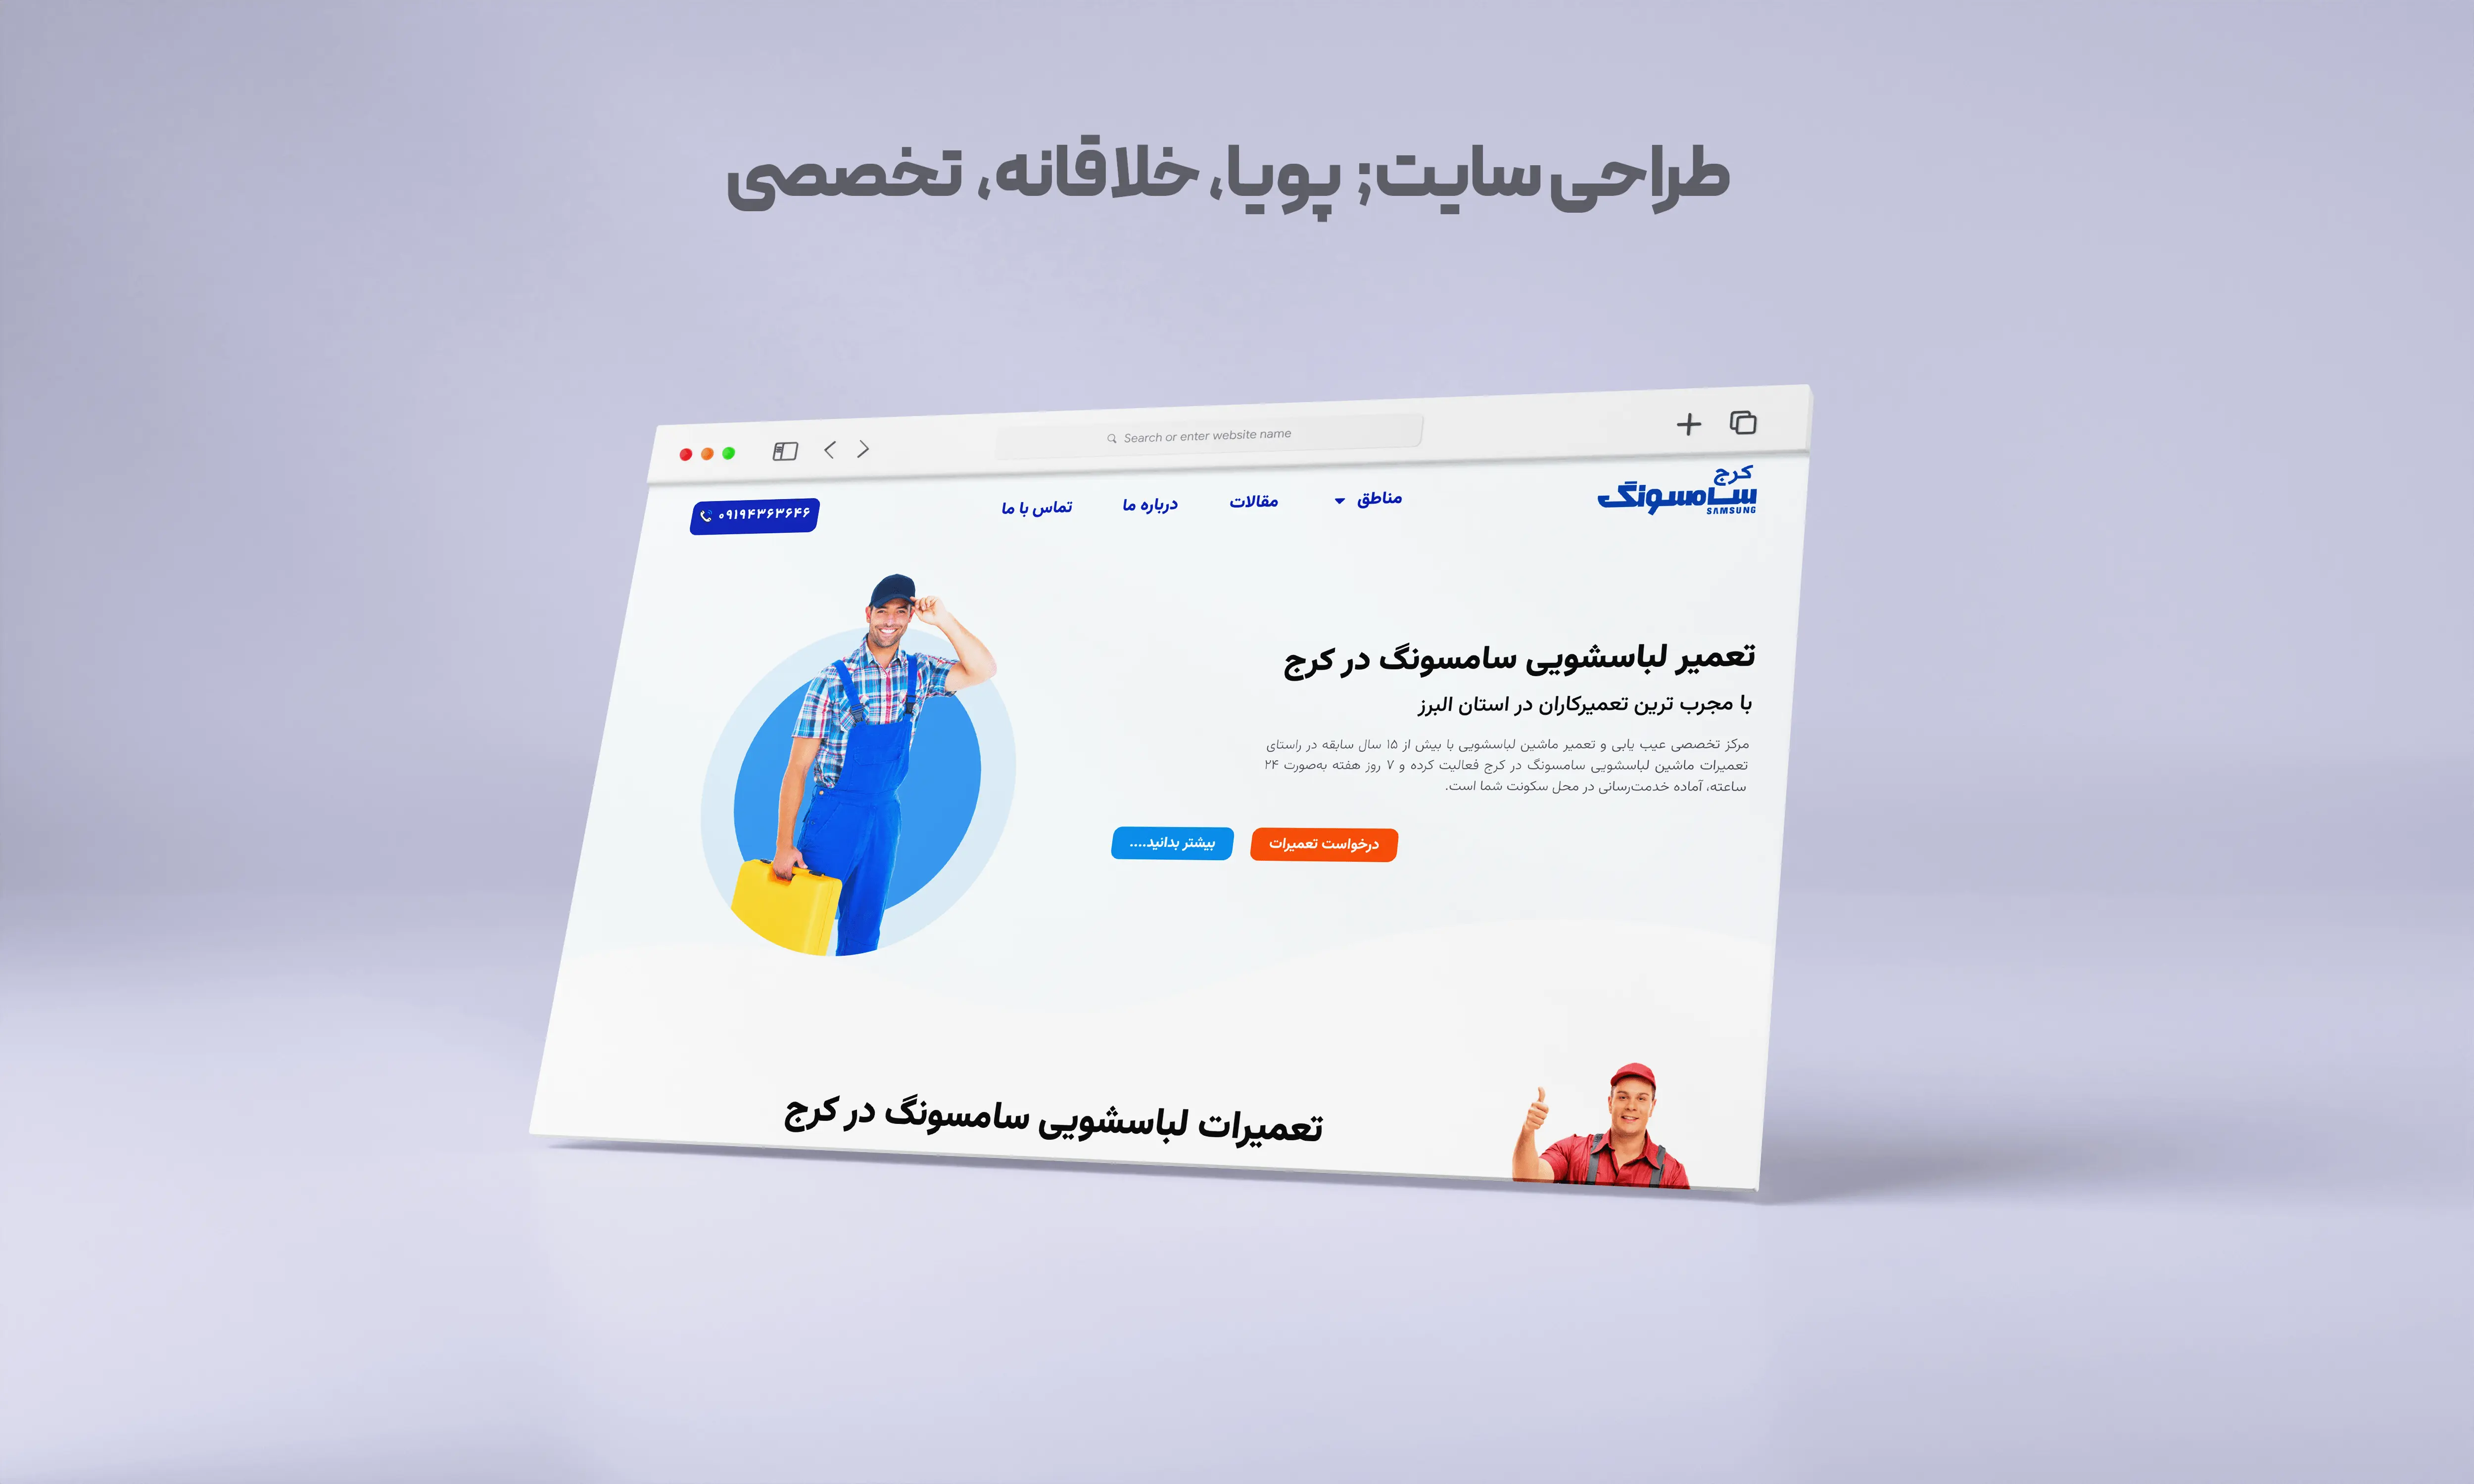 طراحی سایت; پویا, خلاقانه, تخصصی
Search or enter website name
کرج
سامسونگ
SAMSUNG
مناطق
مقالات
درباره ما
تماس با ما
۰۹۱۹۴۳۶۳۶۴۶
تعمیر لباسشویی سامسونگ در کرج
با مجرب ترین تعمیرکاران در استان البرز
مرکز تخصصی عیب یابی و تعمیر ماشین لباسشویی با بیش از ۱۵ سال سابقه در راستای
تعمیرات ماشین لباسشویی سامسونگ در کرج فعالیت کرده و ۷ روز هفته به‌صورت ۲۴
ساعته، آماده خدمت‌رسانی در محل سکونت شما است.
درخواست تعمیرات
بیشتر بدانید....
تعمیرات لباسشویی سامسونگ در کرج